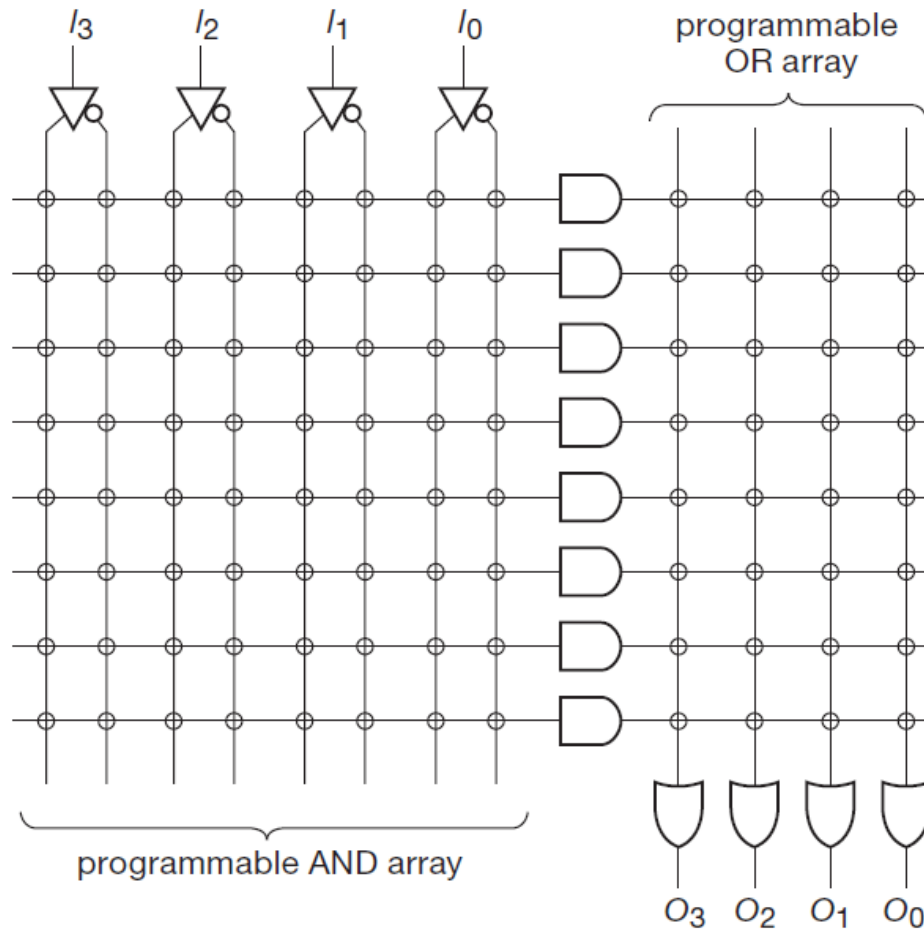 I3 I2 I1 I0
programmable
OR array
programmable AND array
O3 O2 O1 O0